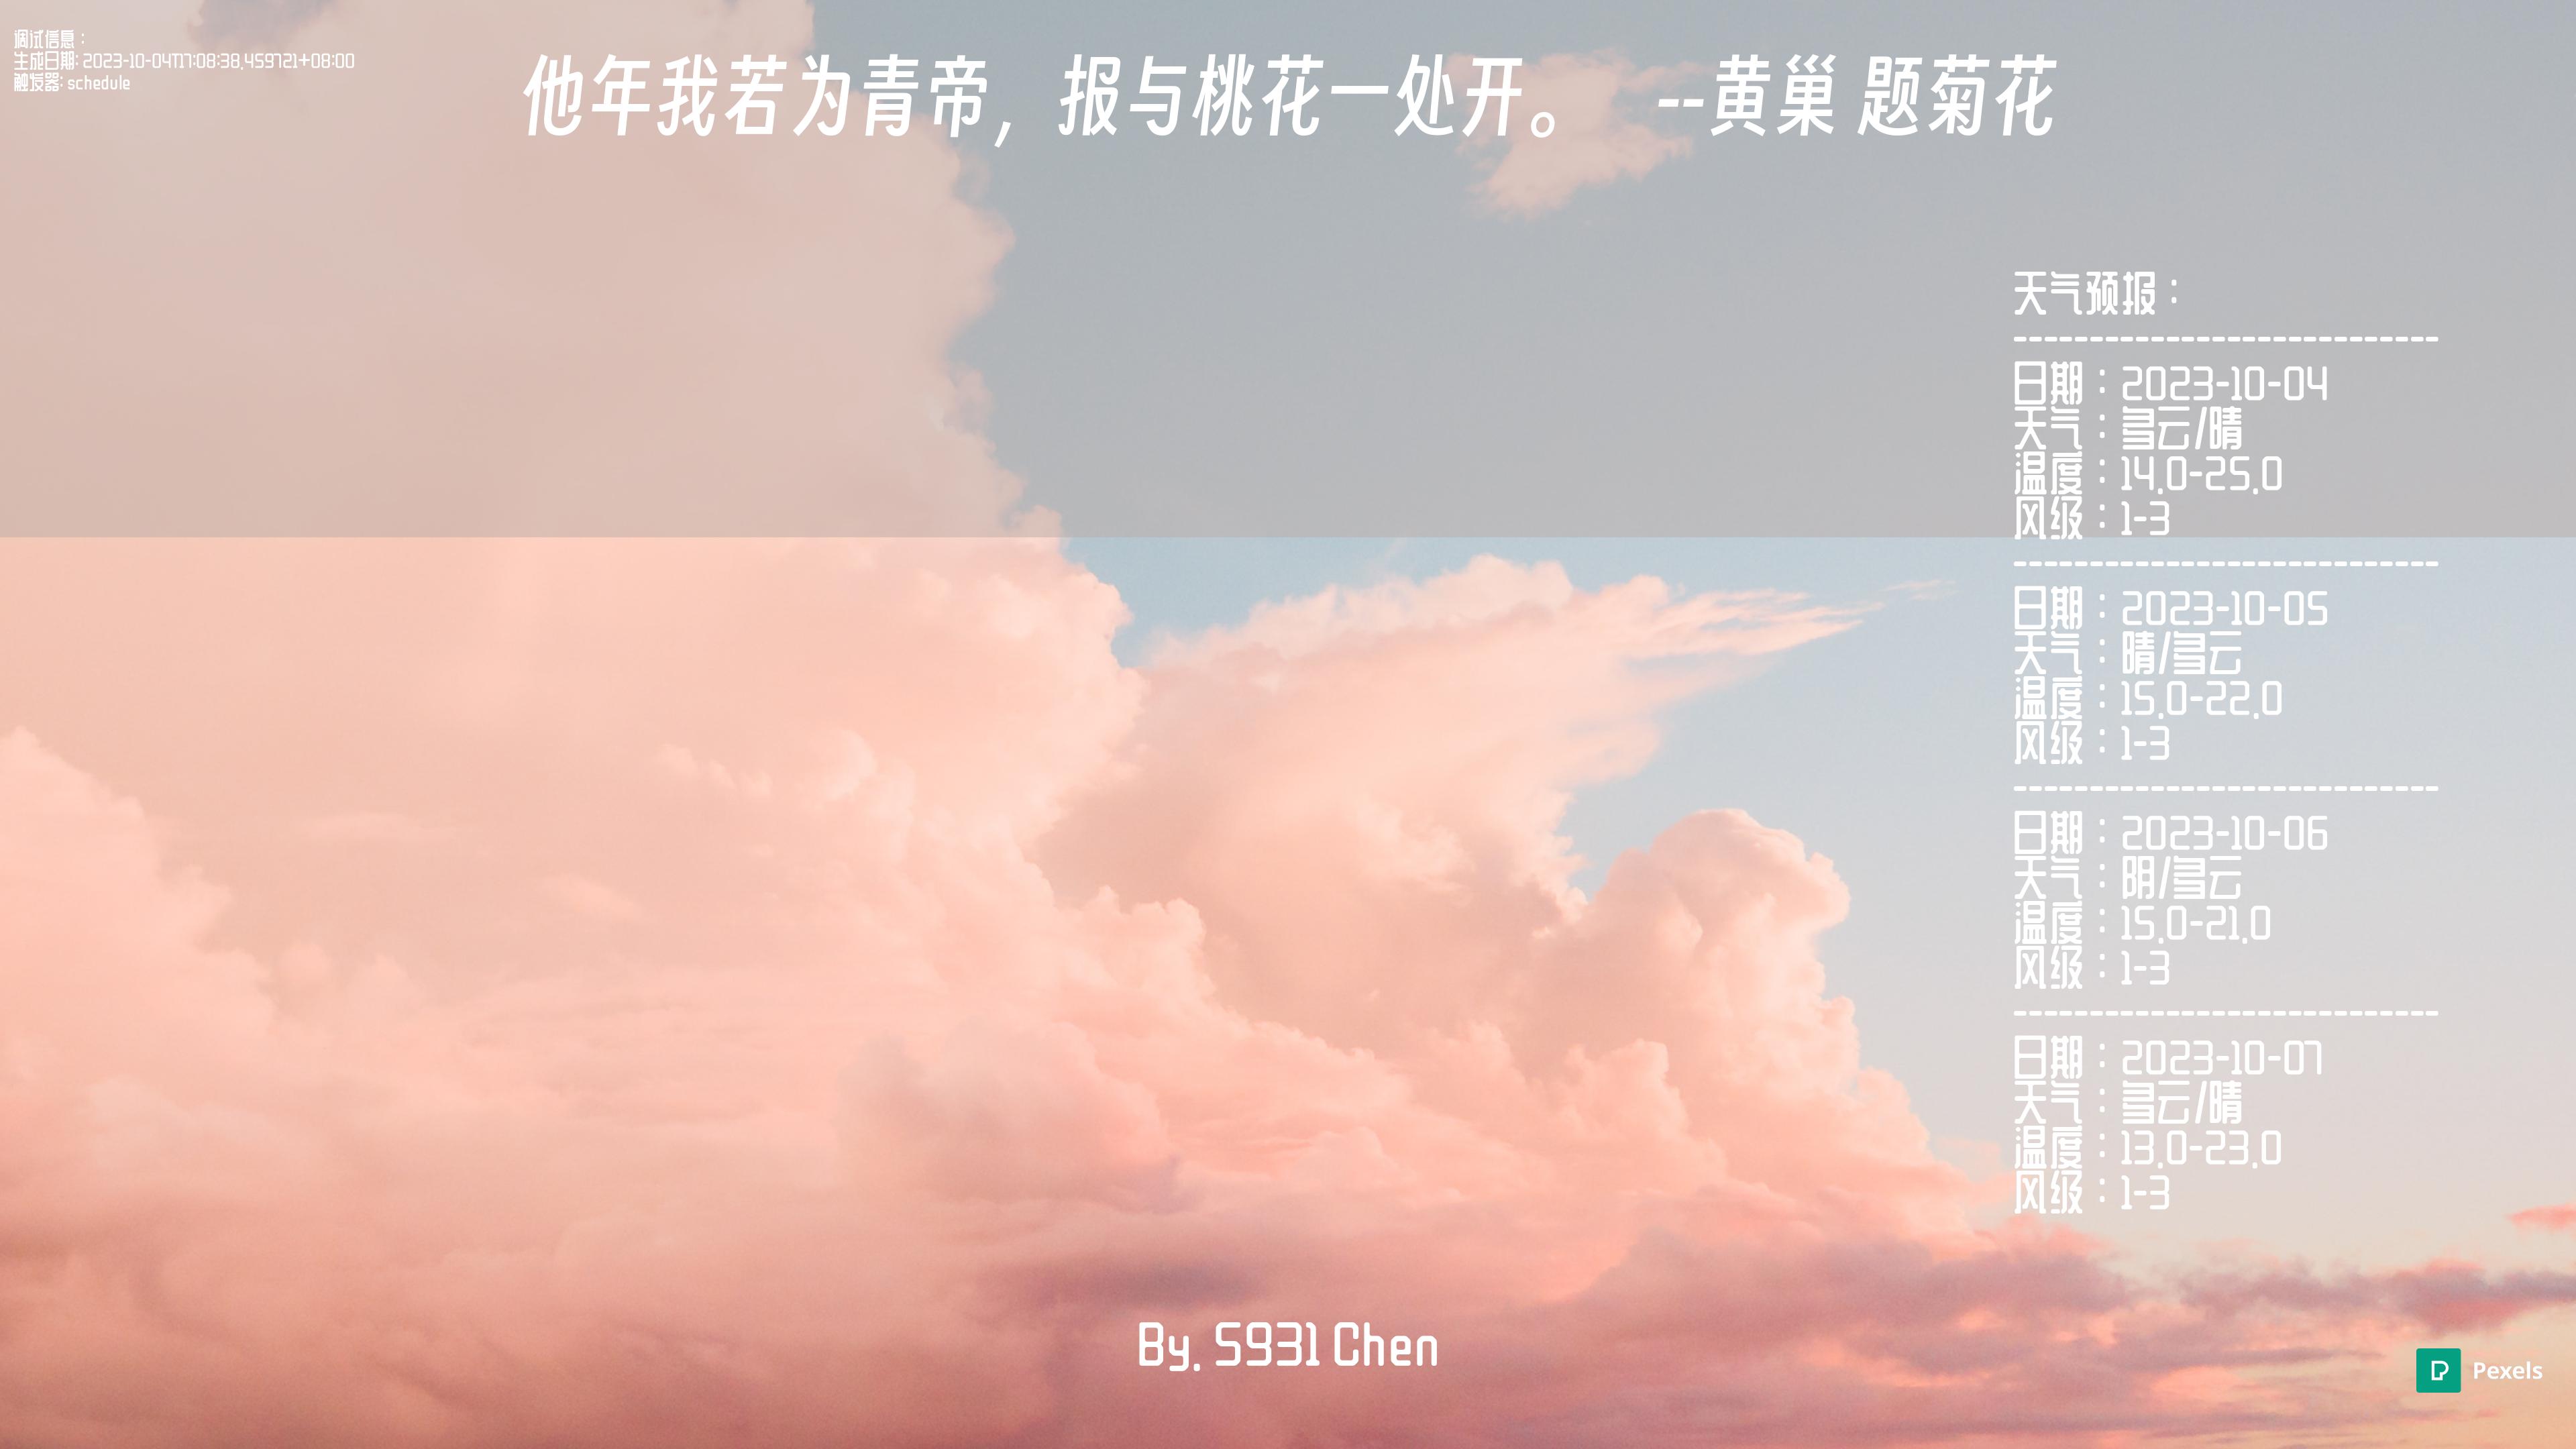 调试信息：
生成日期: 2023-10-04T17:08:38.459721+08:00
触发器: schedule
他年我若为青帝，报与桃花一处开。 --黄巢 题菊花
天气预报：
----------------------------
日期：2023-10-04
天气：多云/晴
温度：14.0-25.0
风级：1-3
----------------------------
日期：2023-10-05
天气：晴/多云
温度：15.0-22.0
风级：1-3
----------------------------
日期：2023-10-06
天气：阴/多云
温度：15.0-21.0
风级：1-3
----------------------------
日期：2023-10-07
天气：多云/晴
温度：13.0-23.0
风级：1-3
By. S931 Chen
Pexels